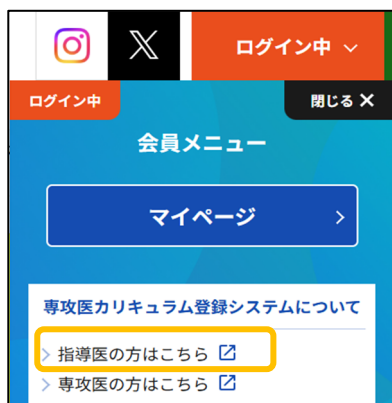 ログイン中
ログイン中
閉じる ✕
会員メニュー
マイページ
専攻医カリキュラム登録システムについて
指導医の方はこちら
専攻医の方はこちら